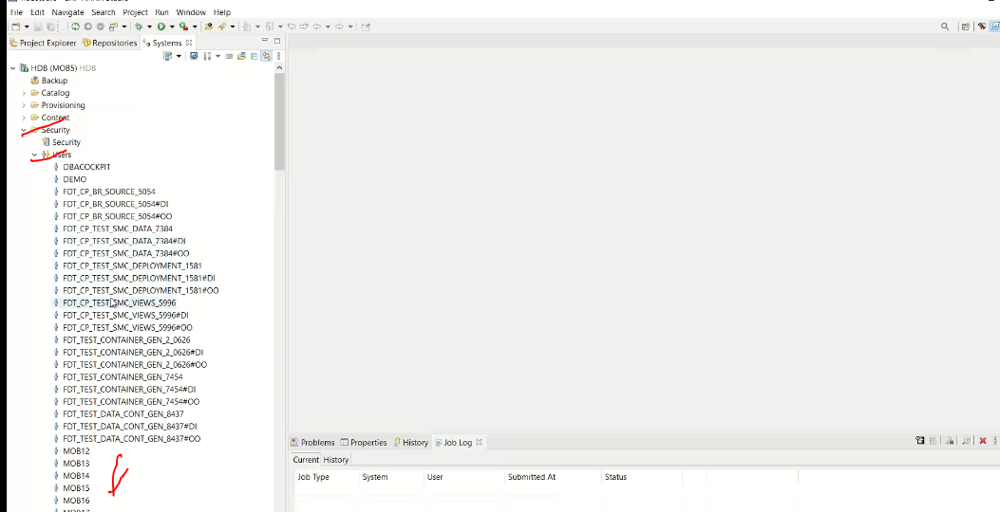 File Edit Navigate Search Project Run Window Help
Project Explorer Repositories Systems
HDB (MOB5) HDB
Backup
Catalog
Provisioning
Content
Security
Security
Users
DBACOCKPIT
DEMO
FDT_CP_BR_SOURCE_5054
FDT_CP_BR_SOURCE_5054#DI
FDT_CP_BR_SOURCE_5054#OO
FDT_CP_TEST_SMC_DATA_7384
FDT_CP_TEST_SMC_DATA_7384#DI
FDT_CP_TEST_SMC_DATA_7384#OO
FDT_CP_TEST_SMC_DEPLOYMENT_1581
FDT_CP_TEST_SMC_DEPLOYMENT_1581#DI
FDT_CP_TEST_SMC_DEPLOYMENT_1581#OO
FDT_CP_TEST_SMC_VIEWS_5996
FDT_CP_TEST_SMC_VIEWS_5996#DI
FDT_CP_TEST_SMC_VIEWS_5996#OO
FDT_TEST_CONTAINER_GEN_2_0626
FDT_TEST_CONTAINER_GEN_2_0626#DI
FDT_TEST_CONTAINER_GEN_2_0626#OO
FDT_TEST_CONTAINER_GEN_7454
FDT_TEST_CONTAINER_GEN_7454#DI
FDT_TEST_CONTAINER_GEN_7454#OO
FDT_TEST_DATA_CONT_GEN_8437
FDT_TEST_DATA_CONT_GEN_8437#DI
FDT_TEST_DATA_CONT_GEN_8437#OO
MOB12
MOB13
MOB14
MOB15
MOB16
Problems Properties History Job Log
Current History
Job Type System User Submitted At Status